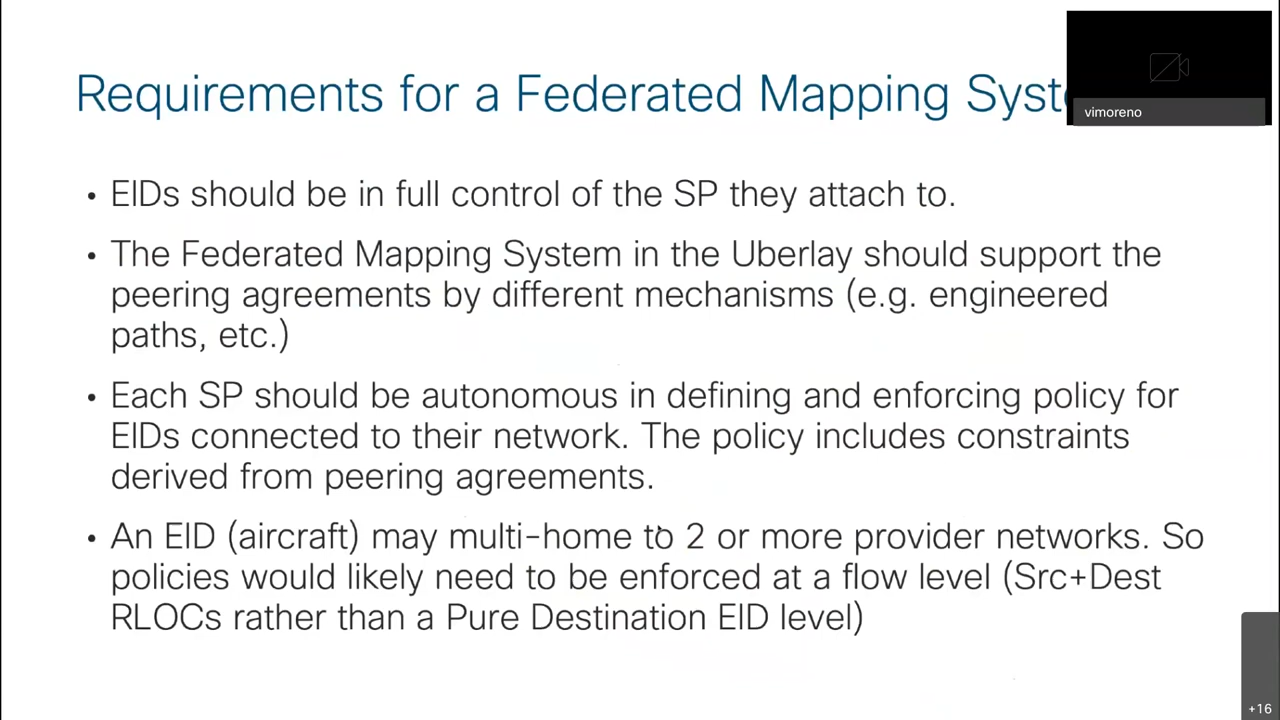 Requirements for a Federated Mapping Syst
vimoreno
• EIDs should be in full control of the SP they attach to.
• The Federated Mapping System in the Uberlay should support the
peering agreements by different mechanisms (e.g. engineered
paths, etc.)
• Each SP should be autonomous in defining and enforcing policy for
EIDs connected to their network. The policy includes constraints
derived from peering agreements.
• An EID (aircraft) may multi-home to 2 or more provider networks. So
policies would likely need to be enforced at a flow level (Src+Dest
RLOCs rather than a Pure Destination EID level)
+16